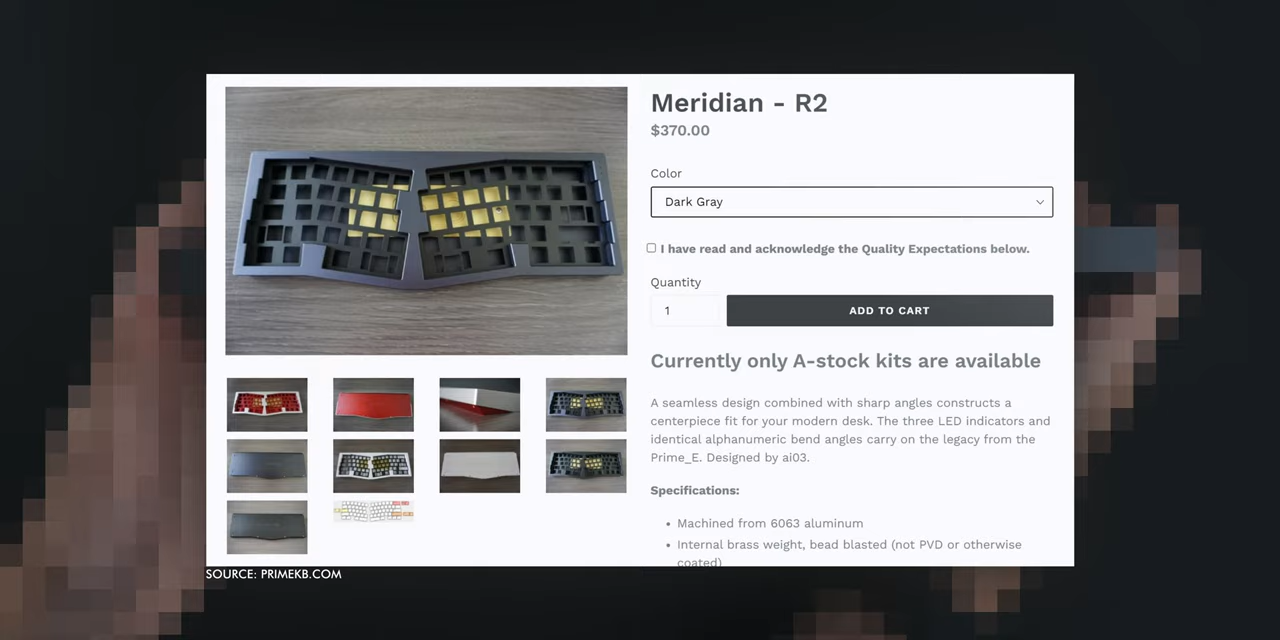 Meridian - R2
$370.00
Color
Dark Gray
I have read and acknowledge the Quality Expectations below.
Quantity
1
ADD TO CART
Currently only A-stock kits are available
A seamless design combined with sharp angles constructs a
centerpiece fit for your modern desk. The three LED indicators and
identical alphanumeric bend angles carry on the legacy from the
Prime_E. Designed by ai03.
Specifications:
• Machined from 6063 aluminum
• Internal brass weight, bead blasted (not PVD or otherwise
coated)
SOURCE: PRIMEKB.COM